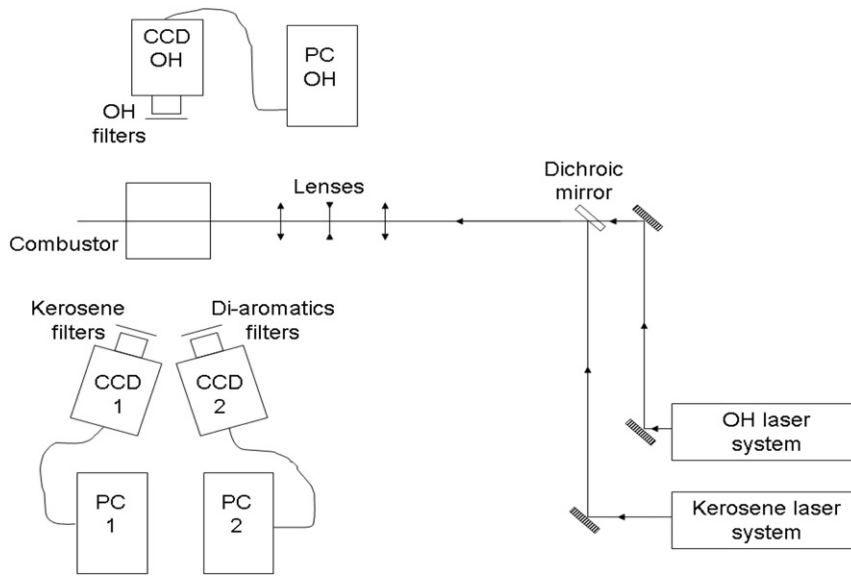 CCD
OH
PC
OH
OH
filters
Lenses
Dichroic
mirror
Combustor
Kerosene
filters
Di-aromatics
filters
CCD
1
CCD
2
OH laser
system
PC
1
PC
2
Kerosene laser
system